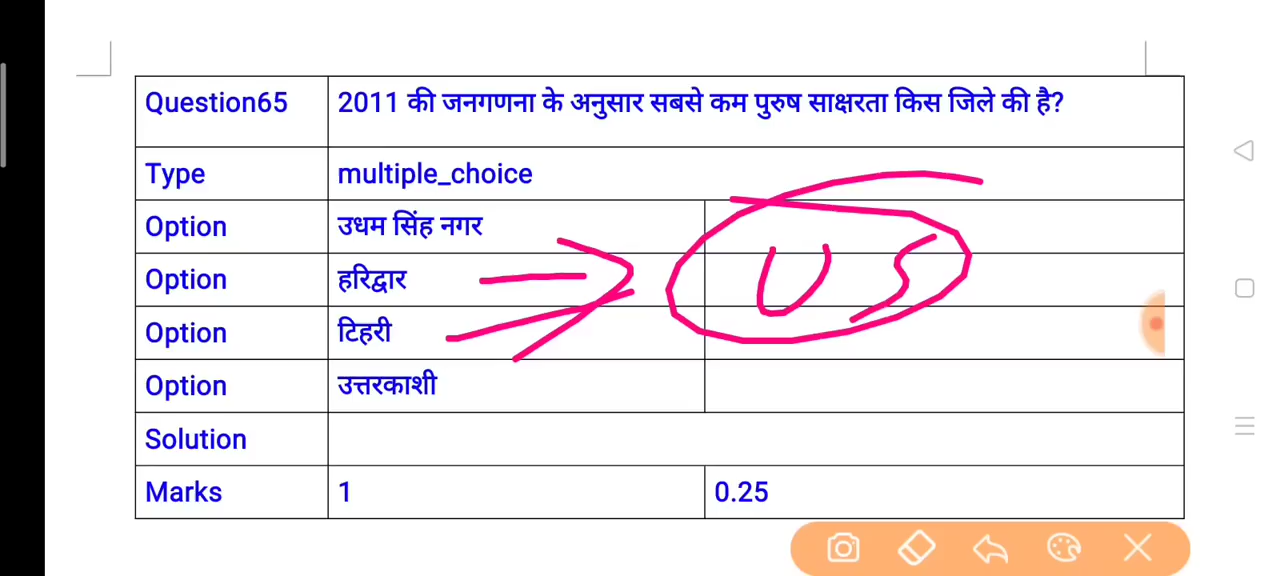 Question65 2011 की जनगणना के अनुसार सबसे कम पुरुष साक्षरता किस जिले की है?
Type multiple_choice
Option उधम सिंह नगर
Option हरिद्वार
US
Option टिहरी
Option उत्तरकाशी
Solution
Marks 1 0.25